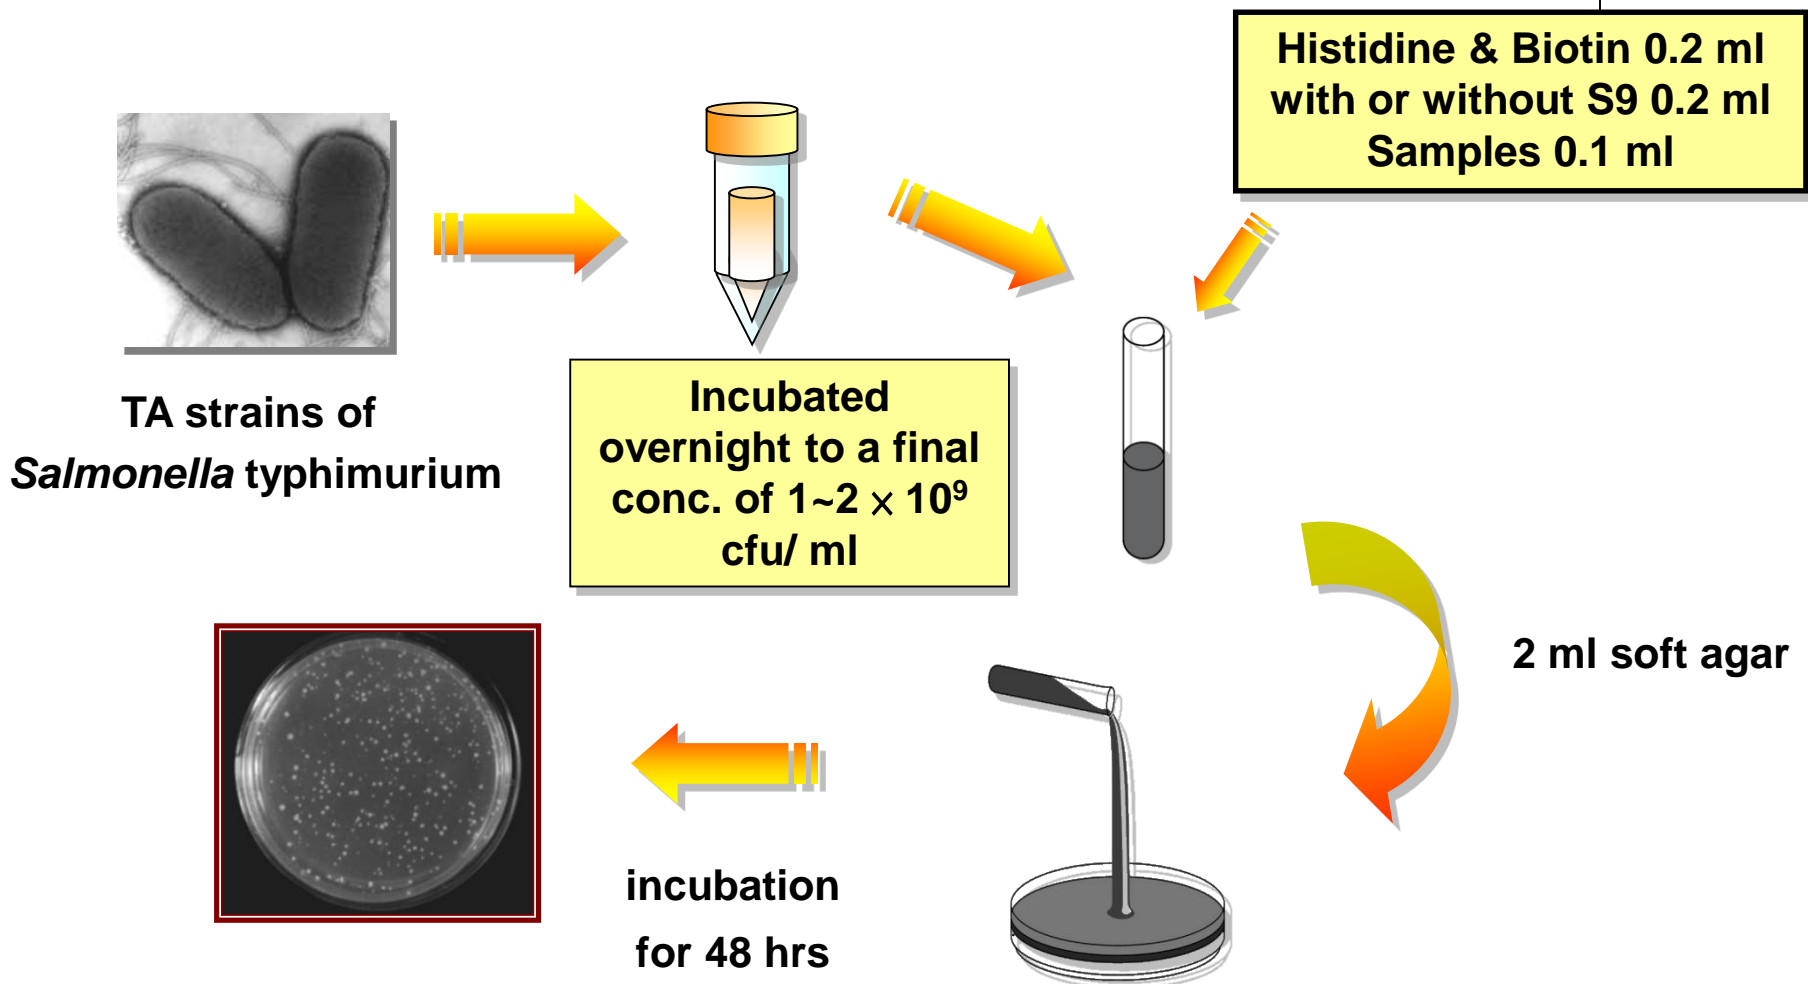 Histidine & Biotin 0.2 ml
with or without S9 0.2 ml
Samples 0.1 ml
TA strains of
Salmonella typhimurium
Incubated
overnight to a final
conc. of 1~2 × 10⁹
cfu/ ml
2 ml soft agar
incubation
for 48 hrs